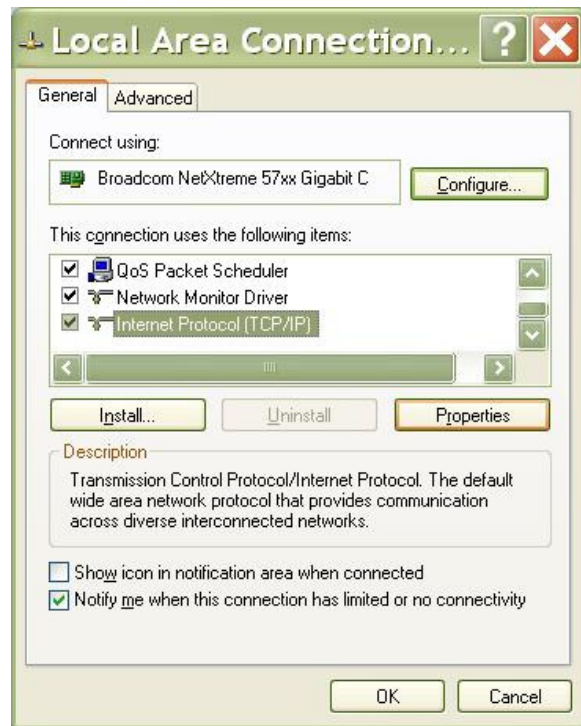 Local Area Connection... ?
General Advanced
Connect using:
Broadcom NetXtreme 57xx Gigabit C Configure...
This connection uses the following items:
QoS Packet Scheduler
Network Monitor Driver
Internet Protocol (TCP/IP)
Install... Uninstall Properties
Description
Transmission Control Protocol/Internet Protocol. The default
wide area network protocol that provides communication
across diverse interconnected networks.
Show icon in notification area when connected
Notify me when this connection has limited or no connectivity
OK Cancel